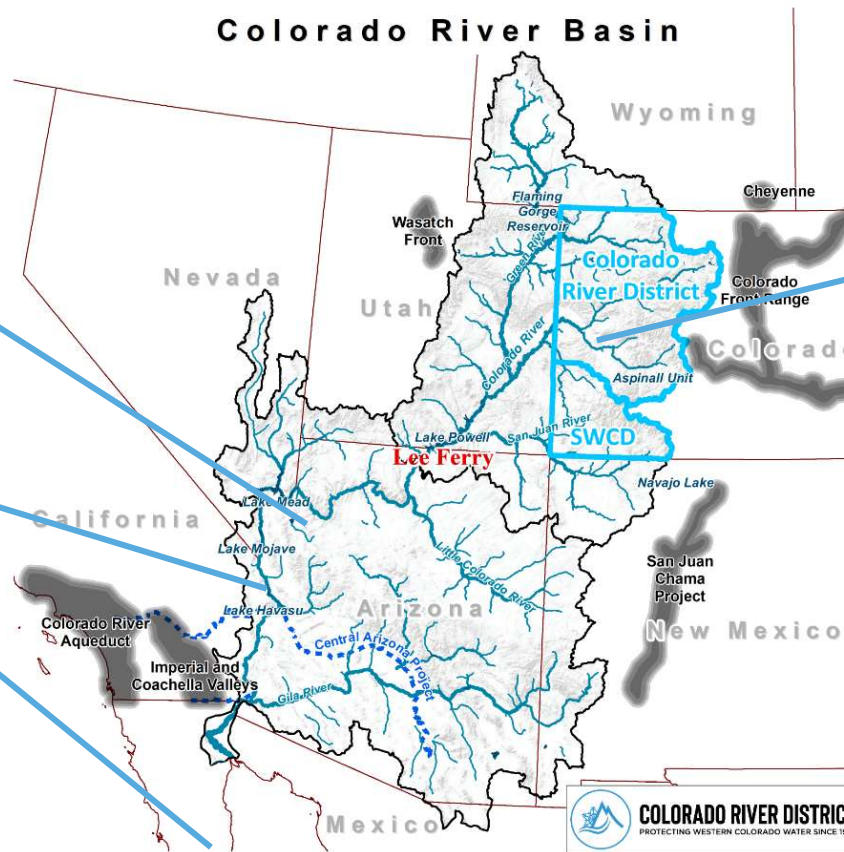 Colorado River Basin
Wyoming
Flaming
Gorge
Reservoir
Cheyenne
Wasatch
Front
Green River
Colorado
River District
Colorado
Front Range
Nevada
Utah
Colorado River
Colorado
Aspinall Unit
San Juan River
SWCD
Lake Powell
Lee Ferry
Navajo Lake
Lake Mead
California
Lake Mojave
Little Colorado River
San Juan
Chama
Project
Lake Havasu
Arizona
New Mexico
Colorado River
Aqueduct
Central Arizona Project
Imperial and
Coachella Valleys
Gila River
Mexico
COLORADO RIVER DISTRIC
PROTECTING WESTERN COLORADO WATER SINCE 19